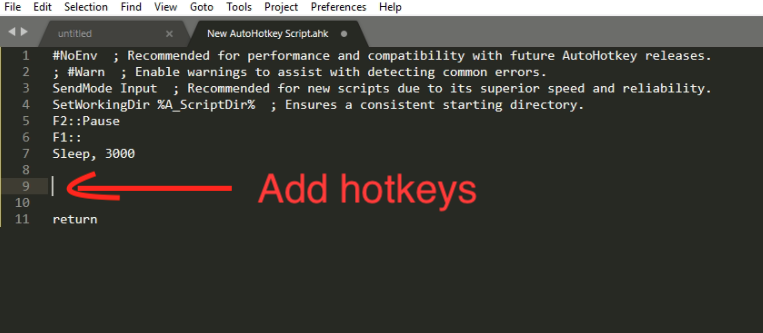 File Edit Selection Find View Goto Tools Project Preferences Help
untitled × New AutoHotkey Script.ahk
1 #NoEnv  ; Recommended for performance and compatibility with future AutoHotkey releases.
2 ; #Warn  ; Enable warnings to assist with detecting common errors.
3 SendMode Input  ; Recommended for new scripts due to its superior speed and reliability.
4 SetWorkingDir %A_ScriptDir%  ; Ensures a consistent starting directory.
5 F2::Pause
6 F1::
7 Sleep, 3000
8
9 Add hotkeys
10
11 return